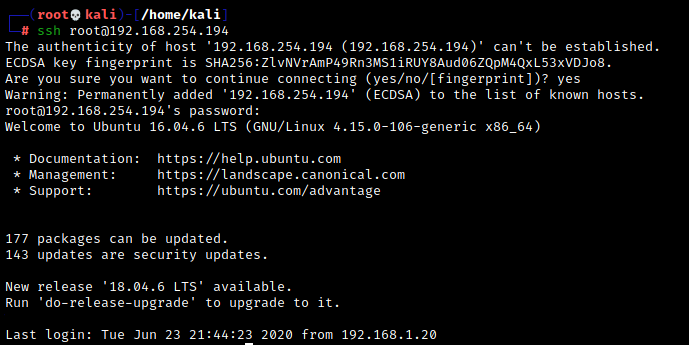 (root💀kali)-[/home/kali]
# ssh root@192.168.254.194
The authenticity of host '192.168.254.194 (192.168.254.194)' can't be established.
ECDSA key fingerprint is SHA256:ZlvNVrAmP49Rn3MS1iRUY8Aud06ZQpM4QxL53xVDJo8.
Are you sure you want to continue connecting (yes/no/[fingerprint])? yes
Warning: Permanently added '192.168.254.194' (ECDSA) to the list of known hosts.
root@192.168.254.194's password:
Welcome to Ubuntu 16.04.6 LTS (GNU/Linux 4.15.0-106-generic x86_64)
* Documentation:  https://help.ubuntu.com
* Management:     https://landscape.canonical.com
* Support:        https://ubuntu.com/advantage
177 packages can be updated.
143 updates are security updates.
New release '18.04.6 LTS' available.
Run 'do-release-upgrade' to upgrade to it.
Last login: Tue Jun 23 21:44:23 2020 from 192.168.1.20